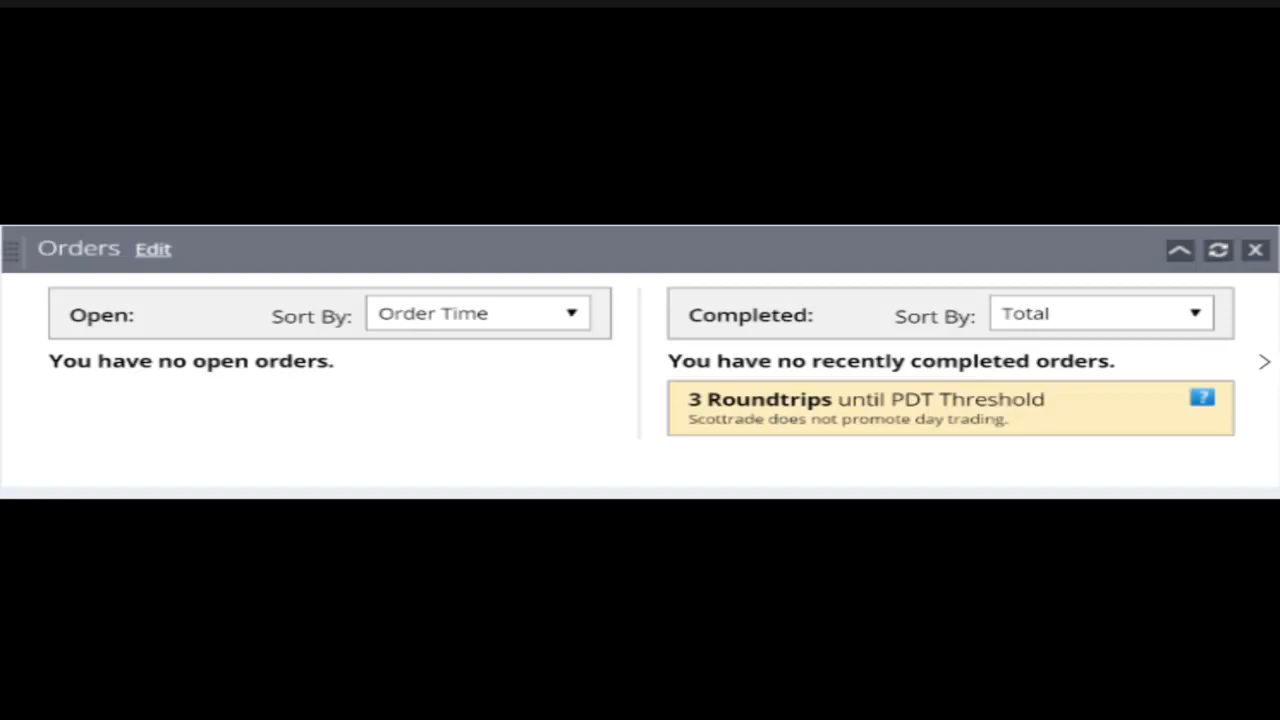 Orders Edit
Open: Sort By: Order Time
You have no open orders.
Completed: Sort By: Total
You have no recently completed orders.
3 Roundtrips until PDT Threshold
Scottrade does not promote day trading.
?